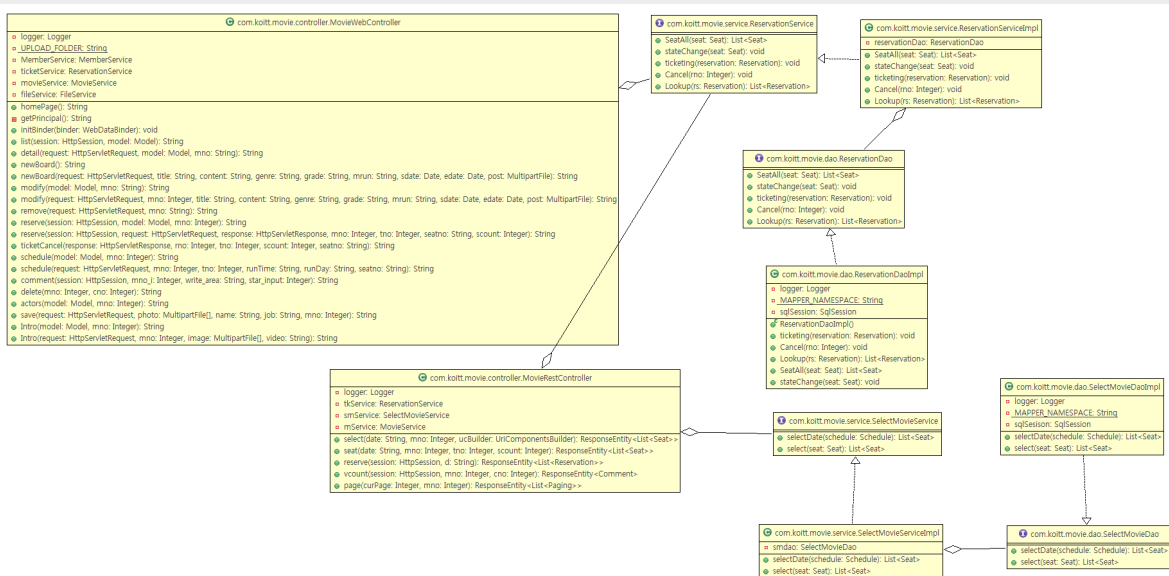 com.koitt.movie.controller.MovieWebController
logger: Logger
UPLOAD_FOLDER: String
MemberService: MemberService
ticketService: ReservationService
movieService: MovieService
fileService: FileService
homePage(): String
getPrincipal(): String
initBinder(binder: WebDataBinder): void
list(session: HttpSession, model: Model): String
detail(request: HttpServletRequest, model: Model, mno: String): String
newBoard(): String
newBoard(request: HttpServletRequest, title: String, content: String, genre: String, grade: String, mrun: String, sdate: Date, edate: Date, post: MultipartFile): String
modify(model: Model, mno: String): String
modify(request: HttpServletRequest, mno: Integer, title: String, content: String, genre: String, grade: String, mrun: String, sdate: Date, edate: Date, post: MultipartFile): String
remove(request: HttpServletRequest, mno: String): String
reserve(session: HttpSession, model: Model, mno: Integer): String
reserve(session: HttpSession, request: HttpServletRequest, response: HttpServletResponse, mno: Integer, tno: Integer, seatno: String, scount: Integer): String
ticketCancel(response: HttpServletResponse, rno: Integer, tno: Integer, scount: Integer, seatno: String): String
schedule(model: Model, mno: Integer): String
schedule(request: HttpServletRequest, mno: Integer, tno: Integer, runTime: String, runDay: String, seatno: String): String
comment(session: HttpSession, mno_i: Integer, write_area: String, star_input: Integer): String
delete(mno: Integer, cno: Integer): String
actors(model: Model, mno: Integer): String
save(request: HttpServletRequest, photo: MultipartFile[], name: String, job: String, mno: Integer): String
Intro(model: Model, mno: Integer): String
Intro(request: HttpServletRequest, mno: Integer, image: MultipartFile[], video: String): String
com.koitt.movie.service.ReservationService
SeatAll(seat: Seat): List<Seat>
stateChange(seat: Seat): void
ticketing(reservation: Reservation): void
Cancel(rno: Integer): void
Lookup(rs: Reservation): List<Reservation>
com.koitt.movie.service.ReservationServiceImpl
reservationDao: ReservationDao
SeatAll(seat: Seat): List<Seat>
stateChange(seat: Seat): void
ticketing(reservation: Reservation): void
Cancel(rno: Integer): void
Lookup(rs: Reservation): List<Reservation>
com.koitt.movie.dao.ReservationDao
SeatAll(seat: Seat): List<Seat>
stateChange(seat: Seat): void
ticketing(reservation: Reservation): void
Cancel(rno: Integer): void
Lookup(rs: Reservation): List<Reservation>
com.koitt.movie.dao.ReservationDaoImpl
logger: Logger
MAPPER_NAMESPACE: String
sqlSession: SqlSession
ReservationDaoImpl()
ticketing(reservation: Reservation): void
Cancel(rno: Integer): void
Lookup(rs: Reservation): List<Reservation>
SeatAll(seat: Seat): List<Seat>
stateChange(seat: Seat): void
com.koitt.movie.controller.MovieRestController
logger: Logger
tkService: ReservationService
smService: SelectMovieService
mService: MovieService
select(date: String, mno: Integer, ucBuilder: UriComponentsBuilder): ResponseEntity<List<Seat>>
seat(date: String, mno: Integer, tno: Integer, scount: Integer): ResponseEntity<List<Seat>>
reserve(session: HttpSession, d: String): ResponseEntity<List<Reservation>>
vcount(session: HttpSession, mno: Integer, cno: Integer): ResponseEntity<Comment>
page(curPage: Integer, mno: Integer): ResponseEntity<List<Paging>>
com.koitt.movie.service.SelectMovieService
selectDate(schedule: Schedule): List<Seat>
select(seat: Seat): List<Seat>
com.koitt.movie.dao.SelectMovieDaoImpl
logger: Logger
MAPPER_NAMESPACE: String
sqlSesison: SqlSession
selectDate(schedule: Schedule): List<Seat>
select(seat: Seat): List<Seat>
com.koitt.movie.service.SelectMovieServiceImpl
smdao: SelectMovieDao
selectDate(schedule: Schedule): List<Seat>
select(seat: Seat): List<Seat>
com.koitt.movie.dao.SelectMovieDao
selectDate(schedule: Schedule): List<Seat>
select(seat: Seat): List<Seat>